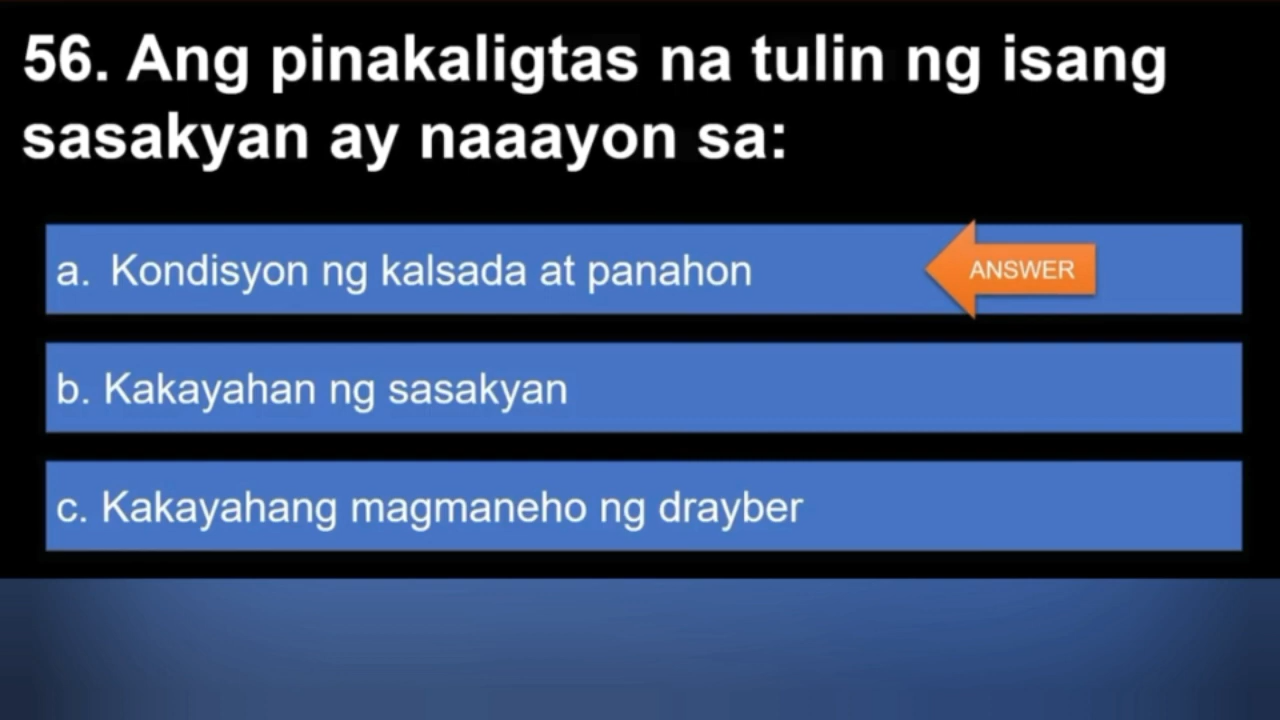 56. Ang pinakaligtas na tulin ng isang
sasakyan ay naaayon sa:
a. Kondisyon ng kalsada at panahon
ANSWER
b. Kakayahan ng sasakyan
c. Kakayahang magmaneho ng drayber